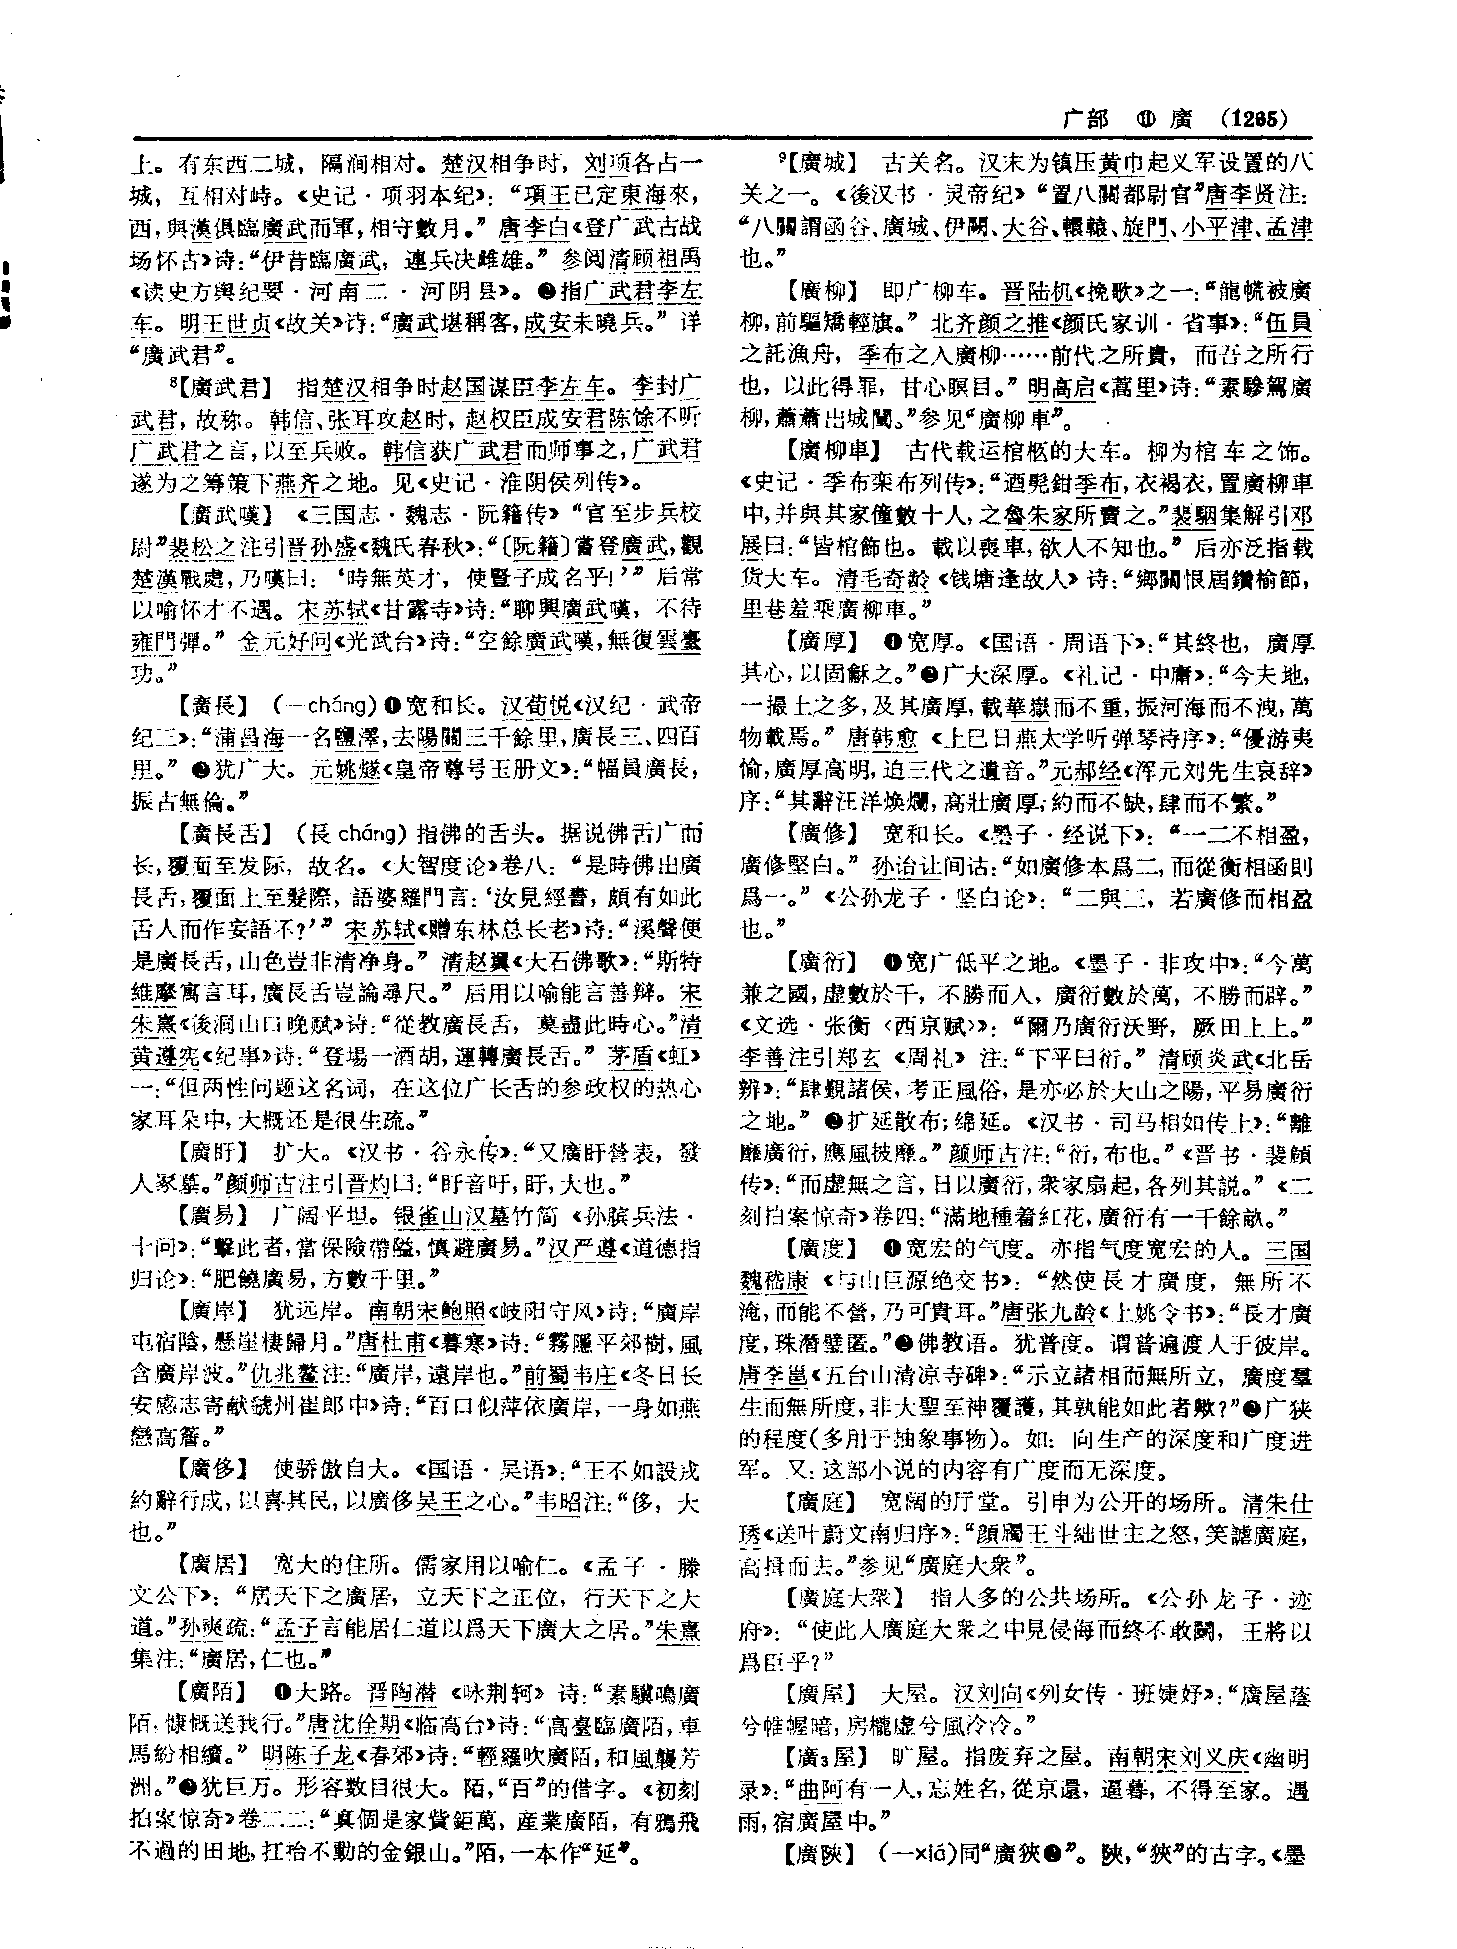 广部 ⑪ 廣 (1265)
上。有东西二城，隔涧相对。楚汉相争时，刘项各占一
城，互相对峙。《史记·项羽本纪》：“項王已定東海來，
西，與漢俱臨廣武而軍，相守數月。”唐李白《登广武古战
场怀古》诗：“伊昔臨廣武，連兵决雌雄。”参阅清顾祖禹
《读史方舆纪要·河南二·河阴县》。❷指广武君李左
车。明王世贞《故关》诗：“廣武堪稱客，成安未曉兵。”详
“廣武君”。
⁸【廣武君】 指楚汉相争时赵国谋臣李左车。李封广
武君，故称。韩信、张耳攻赵时，赵权臣成安君陈馀不听
广武君之言，以至兵败。韩信获广武君而师事之，广武君
遂为之筹策下燕齐之地。见《史记·淮阴侯列传》。
【廣武嘆】 《三国志·魏志·阮籍传》“官至步兵校
尉”裴松之注引晋孙盛《魏氏春秋》：“〔阮籍〕嘗登廣武，觀
楚漢戰處，乃嘆曰：‘時無英才，使豎子成名乎！’”后常
以喻怀才不遇。宋苏轼《甘露寺》诗：“聊興廣武嘆，不待
雍門彈。”金元好问《光武台》诗：“空餘廣武嘆，無復雲臺
功。”
【廣長】 (—cháng)❶宽和长。汉荀悦《汉纪·武帝
纪三》：“蒲昌海一名鹽澤，去陽關三千餘里，廣長三、四百
里。”❷犹广大。元姚燧《皇帝尊号玉册文》：“幅員廣長，
振古無倫。”
【廣長舌】 (長 cháng) 指佛的舌头。据说佛舌广而
长，覆面至发际，故名。《大智度论》卷八：“是時佛出廣
長舌，覆面上至髮際，語婆羅門言：‘汝見經書，頗有如此
舌人而作妄語不？’”宋苏轼《赠东林总长老》诗：“溪聲便
是廣長舌，山色豈非清净身。”清赵翼《大石佛歌》：“斯特
維摩寓言耳，廣長舌豈論尋尺。”后用以喻能言善辩。宋
朱熹《後洞山口晚赋》诗：“從教廣長舌，莫盡此時心。”清
黄遵宪《纪事》诗：“登場一酒胡，運轉廣長舌。”茅盾《虹》
一：“但两性问题这名词，在这位广长舌的参政权的热心
家耳朵中，大概还是很生疏。”
【廣盱】 扩大。《汉书·谷永传》：“又廣盱營表，發
人冢墓。”颜师古注引晋灼曰：“盱音吁，盱，大也。”
【廣易】 广阔平坦。银雀山汉墓竹简《孙膑兵法·
十问》：“擊此者，當保險帶隘，慎避廣易。”汉严遵《道德指
归论》：“肥饒廣易，方數千里。”
【廣岸】 犹远岸。南朝宋鲍照《岐阳守风》诗：“廣岸
屯宿陰，懸崖棲歸月。”唐杜甫《暮寒》诗：“霧隱平郊樹，風
含廣岸波。”仇兆鳌注：“廣岸，遠岸也。”前蜀韦庄《冬日长
安感志寄献虢州崔郎中》诗：“百口似萍依廣岸，一身如燕
戀高簷。”
【廣侈】 使骄傲自大。《国语·吴语》：“王不如設戎
約辭行成，以喜其民，以廣侈吴王之心。”韦昭注：“侈，大
也。”
【廣居】 宽大的住所。儒家用以喻仁。《孟子·滕
文公下》：“居天下之廣居，立天下之正位，行天下之大
道。”孙奭疏：“孟子言能居仁道以爲天下廣大之居。”朱熹
集注：“廣居，仁也。”
【廣陌】 ❶大路。晋陶潜《咏荆轲》诗：“素驥鳴廣
陌，慷慨送我行。”唐沈佺期《临高台》诗：“高臺臨廣陌，車
馬紛相續。”明陈子龙《春郊》诗：“輕羅吹廣陌，和風襲芳
洲。”❷犹巨万。形容数目很大。陌，“百”的借字。《初刻
拍案惊奇》卷二二：“真個是家貲鉅萬，産業廣陌，有鴉飛
不過的田地，扛抬不動的金銀山。”陌，一本作“延”。
⁹【廣城】 古关名。汉末为镇压黄巾起义军设置的八
关之一。《後汉书·灵帝纪》“置八關都尉官”唐李贤注：
“八關謂函谷、廣城、伊闕、大谷、轘轅、旋門、小平津、孟津
也。”
【廣柳】 即广柳车。晋陆机《挽歌》之一：“龍㡆被廣
柳，前驅矯輕旗。”北齐颜之推《颜氏家训·省事》：“伍員
之託漁舟，季布之入廣柳……前代之所貴，而吾之所行
也，以此得罪，甘心瞑目。”明高启《蒿里》诗：“素驂駕廣
柳，蕭蕭出城闉。”参见“廣柳車”。
【廣柳車】 古代载运棺柩的大车。柳为棺车之饰。
《史记·季布栾布列传》：“迺髡鉗季布，衣褐衣，置廣柳車
中，并與其家僮數十人，之魯朱家所賣之。”裴駰集解引邓
展曰：“皆棺飾也。載以喪車，欲人不知也。”后亦泛指载
货大车。清毛奇龄《钱塘逢故人》诗：“鄉關恨届鑽榆節，
里巷羞乘廣柳車。”
【廣厚】 ❶宽厚。《国语·周语下》：“其終也，廣厚
其心，以固龢之。”❷广大深厚。《礼记·中庸》：“今夫地，
一撮土之多，及其廣厚，載華嶽而不重，振河海而不洩，萬
物載焉。”唐韩愈《上巳日燕太学听弹琴诗序》：“優游夷
愉，廣厚高明，追三代之遺音。”元郝经《浑元刘先生哀辞》
序：“其辭汪洋焕爛，高壯廣厚；約而不缺，肆而不繁。”
【廣修】 宽和长。《墨子·经说下》：“一二不相盈，
廣修堅白。”孙诒让间诂：“如廣修本爲二，而從衡相函則
爲一。”《公孙龙子·坚白论》：“二與三，若廣修而相盈
也。”
【廣衍】 ❶宽广低平之地。《墨子·非攻中》：“今萬
乘之國，虚數於千，不勝而入，廣衍數於萬，不勝而辟。”
《文选·张衡〈西京赋〉》：“爾乃廣衍沃野，厥田上上。”
李善注引郑玄《周礼》注：“下平曰衍。”清顾炎武《北岳
辨》：“肆覲諸侯，考正風俗，是亦必於大山之陽，平易廣衍
之地。”❷扩延散布；绵延。《汉书·司马相如传上》：“離
靡廣衍，應風披靡。”颜师古注：“衍，布也。”《晋书·裴頠
传》：“而虚無之言，日以廣衍，衆家扇起，各列其説。”《二
刻拍案惊奇》卷四：“滿地種着紅花，廣衍有一千餘畝。”
【廣度】 ❶宽宏的气度。亦指气度宽宏的人。三国
魏嵇康《与山巨源绝交书》：“然使長才廣度，無所不
淹，而能不營，乃可貴耳。”唐张九龄《上姚令书》：“長才廣
度，珠潛璧匿。”❷佛教语。犹普度。谓普遍渡人于彼岸。
唐李邕《五台山清凉寺碑》：“示立諸相而無所立，廣度羣
生而無所度，非大聖至神覆護，其孰能如此者歟？”❸广狭
的程度(多用于抽象事物)。如：向生产的深度和广度进
军。又：这部小说的内容有广度而无深度。
【廣庭】 宽阔的厅堂。引申为公开的场所。清朱仕
琇《送叶蔚文南归序》：“顔斶王斗絀世主之怒，笑謔廣庭，
高揖而去。”参见“廣庭大衆”。
【廣庭大衆】 指人多的公共场所。《公孙龙子·迹
府》：“使此人廣庭大衆之中見侵侮而终不敢鬭，王將以
爲臣乎？”
【廣屋】 大屋。汉刘向《列女传·班婕妤》：“廣屋蔭
兮帷幄暗，房櫳虚兮風泠泠。”
【廣₃屋】 旷屋。指废弃之屋。南朝宋刘义庆《幽明
录》：“曲阿有一人，忘姓名，從京還，逼暮，不得至家。遇
雨，宿廣屋中。”
【廣陝】 (—xiá)同“廣狹❷”。陝，“狹”的古字。《墨